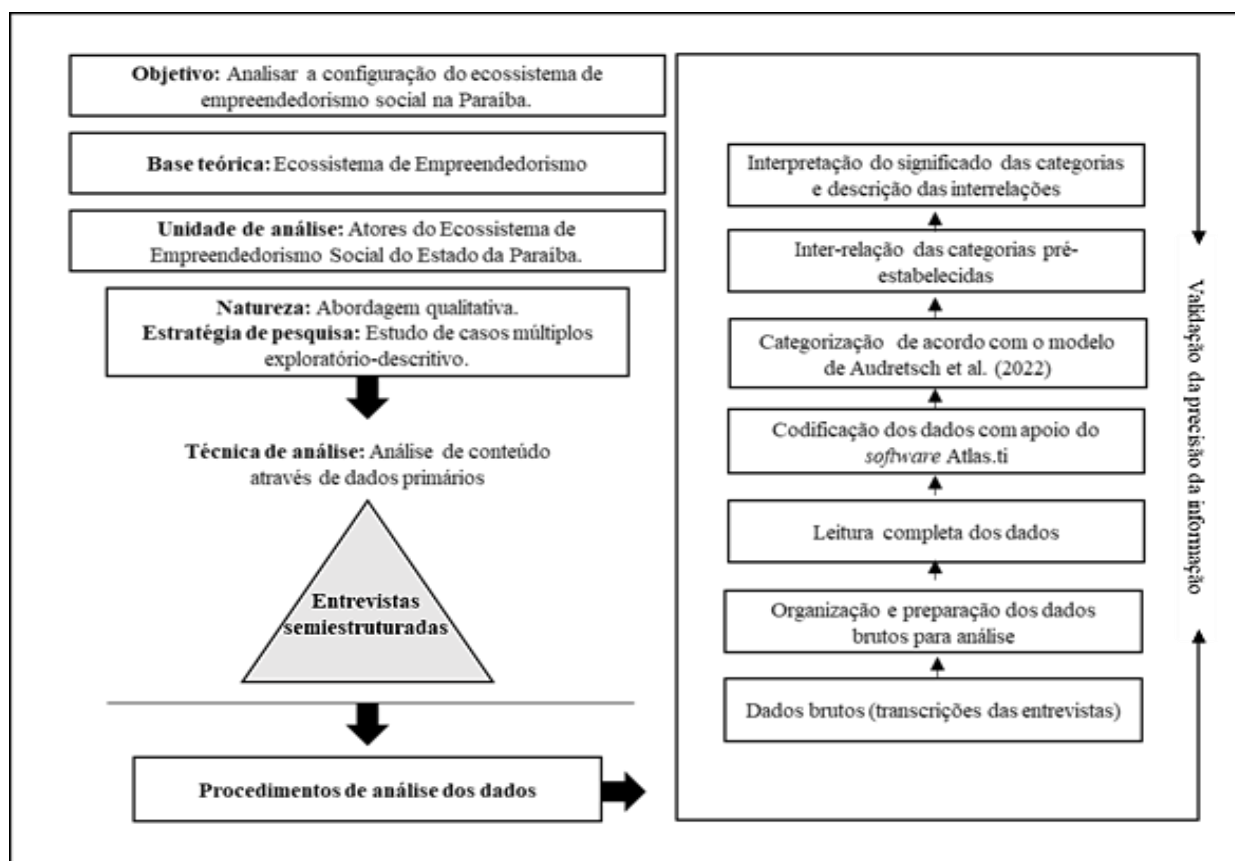 Objetivo: Analisar a configuração do ecossistema de
empreendedorismo social na Paraíba.
Base teórica: Ecossistema de Empreendedorismo
Unidade de análise: Atores do Ecossistema de
Empreendedorismo Social do Estado da Paraíba.
Natureza: Abordagem qualitativa.
Estratégia de pesquisa: Estudo de casos múltiplos
exploratório-descritivo.
Técnica de análise: Análise de conteúdo
através de dados primários
Entrevistas
semiestruturadas
Procedimentos de análise dos dados
Interpretação do significado das categorias
e descrição das interrelações
Inter-relação das categorias pré-
estabelecidas
Categorização de acordo com o modelo
de Audretsch et al. (2022)
Codificação dos dados com apoio do
software Atlas.ti
Leitura completa dos dados
Organização e preparação dos dados
brutos para análise
Dados brutos (transcrições das entrevistas)
Validação da precisão da informação